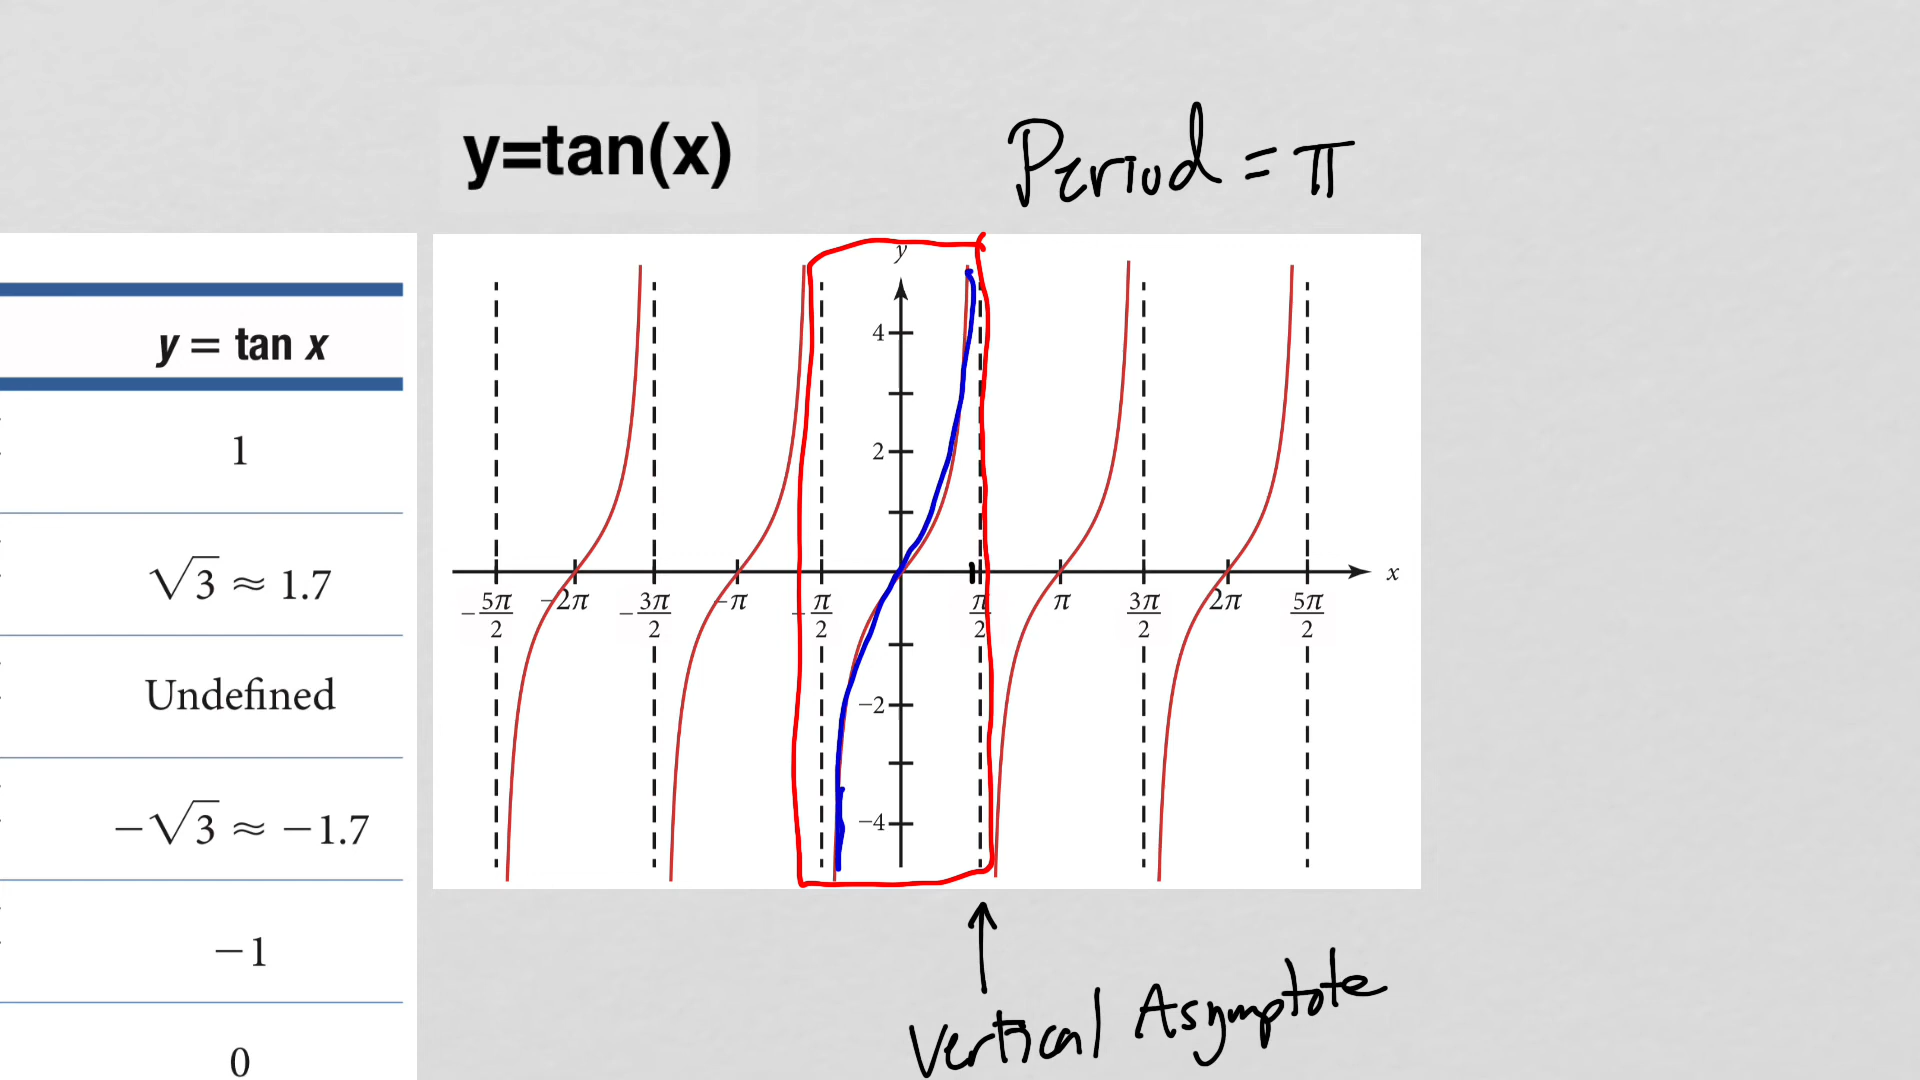 y=tan(x)
Period = π
y = tan x
1
√3 ≈ 1.7
Undefined
−√3 ≈ −1.7
−1
0
y
4
2
−2
−4
x
−5π/2 −2π −3π/2 −π −π/2 π/2 π 3π/2 2π 5π/2
Vertical Asymptote